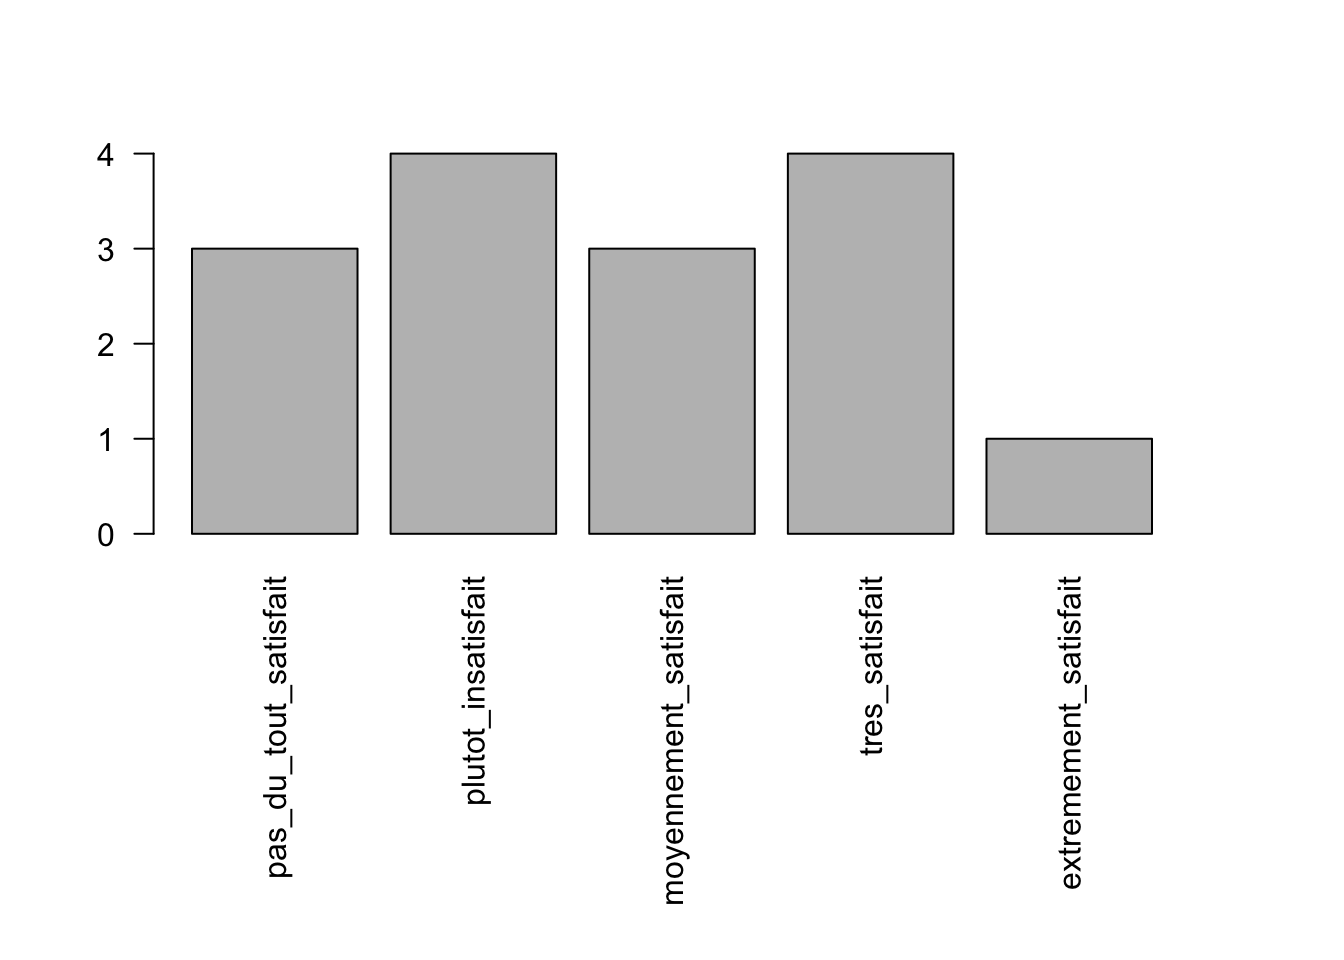 4
3
2
1
0
pas_du_tout_satisfait
plutot_insatisfait
moyennement_satisfait
tres_satisfait
extremement_satisfait